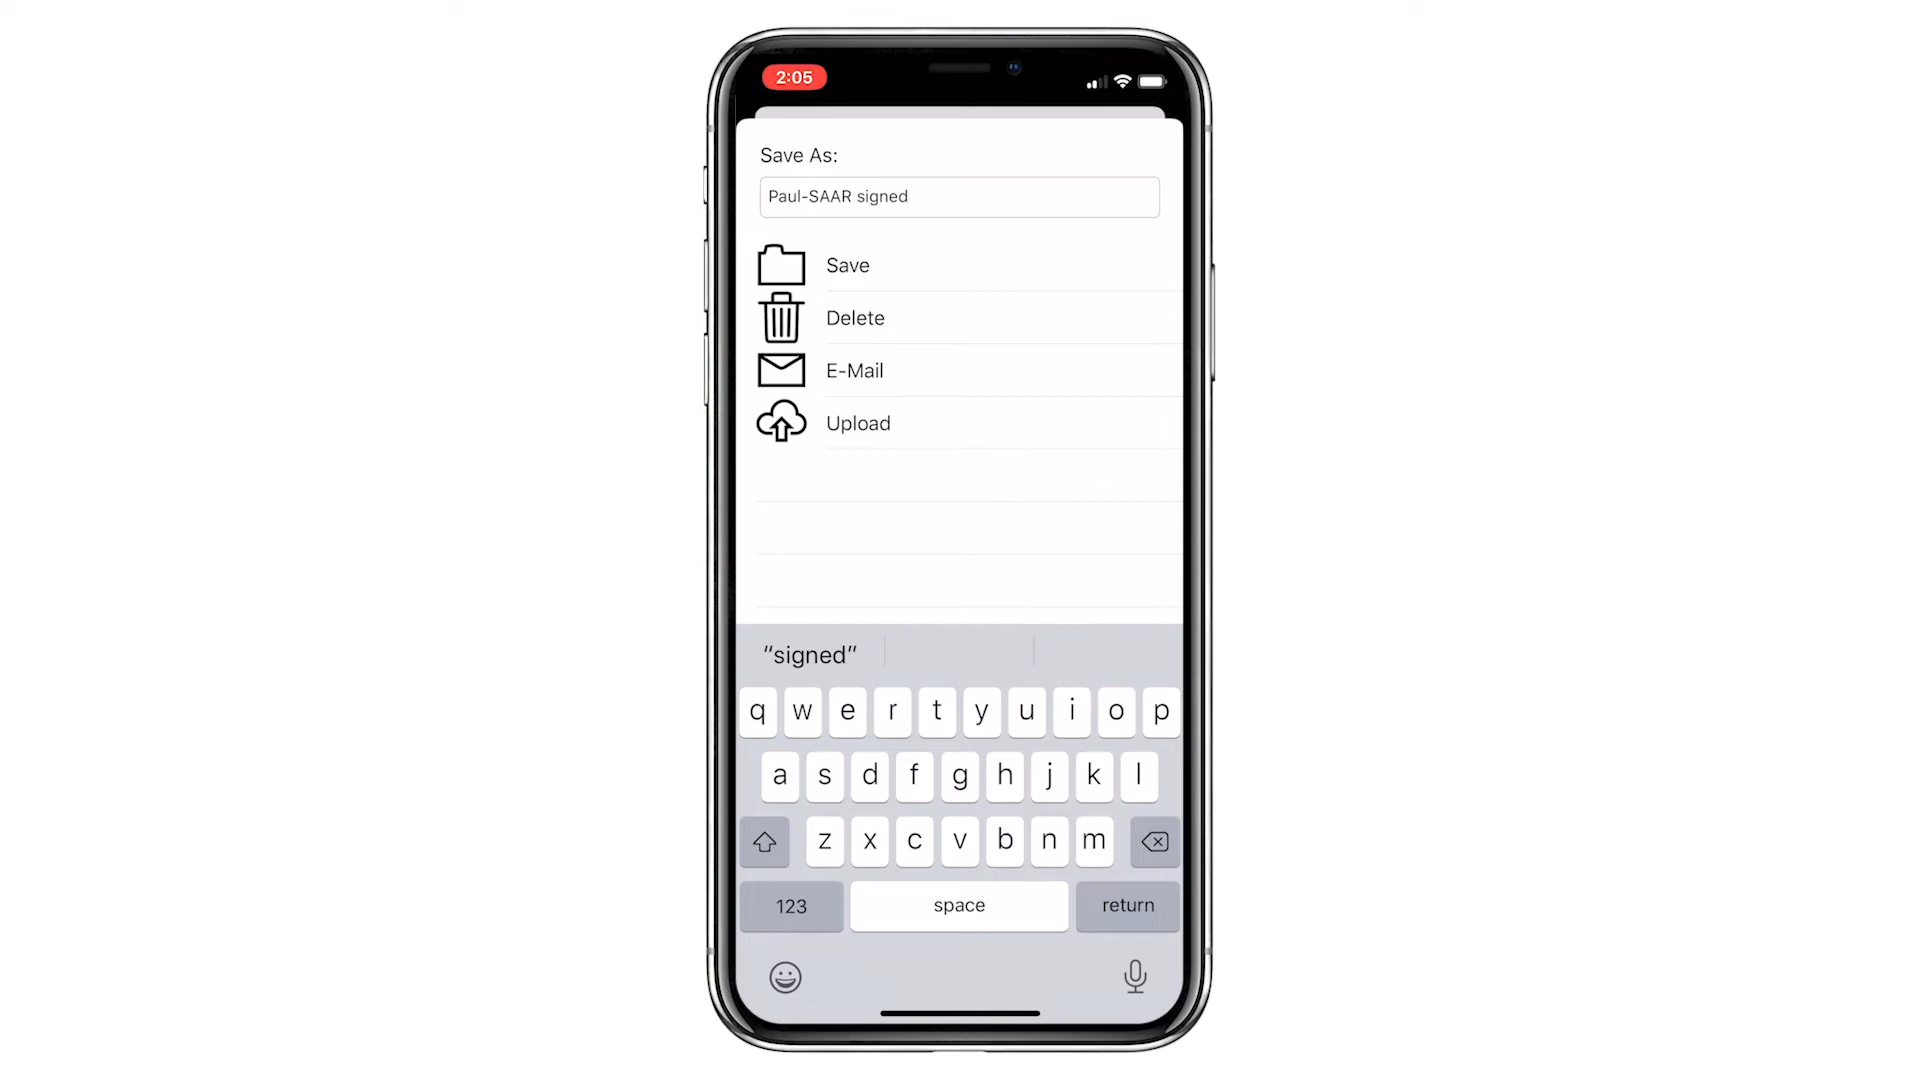 2:05
Save As:
Paul-SAAR signed
Save
Delete
E-Mail
Upload
“signed”
q w e r t y u i o p
a s d f g h j k l
z x c v b n m
123 space return